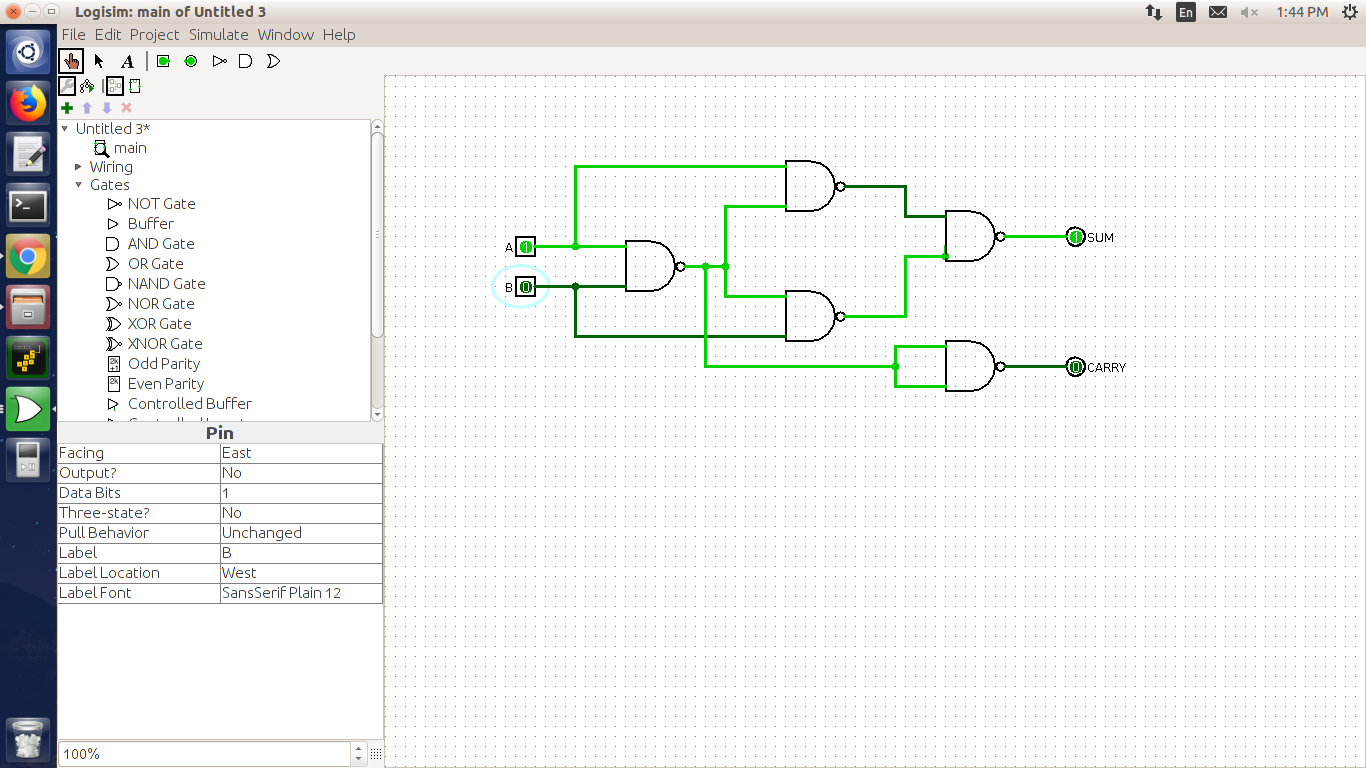 Logisim: main of Untitled 3
En
1:44 PM
File Edit Project Simulate Window Help
A
Untitled 3*
main
Wiring
Gates
NOT Gate
Buffer
AND Gate
OR Gate
NAND Gate
NOR Gate
XOR Gate
XNOR Gate
Odd Parity
Even Parity
Controlled Buffer
Pin
Facing East
Output? No
Data Bits 1
Three-state? No
Pull Behavior Unchanged
Label B
Label Location West
Label Font SansSerif Plain 12
100%
A 1
B 0
1 SUM
0 CARRY